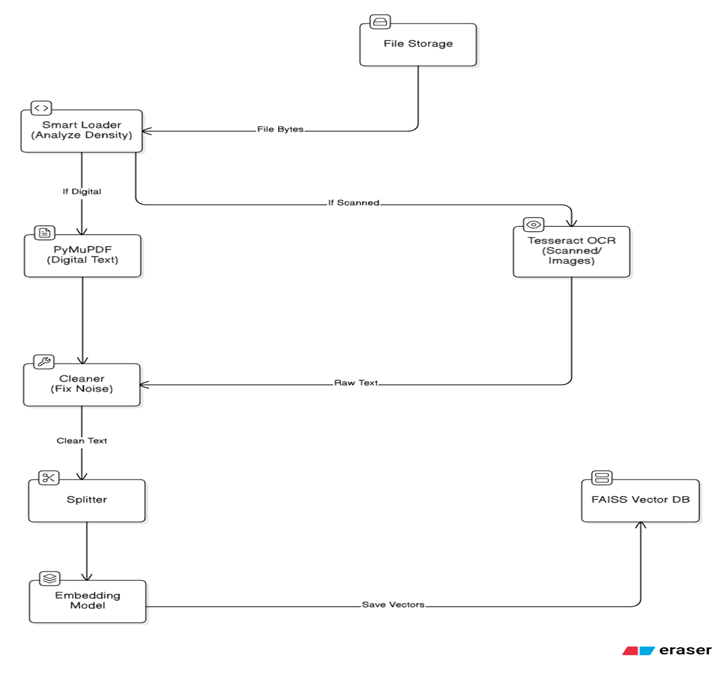 File Storage
Smart Loader
(Analyze Density)
File Bytes
If Digital
If Scanned
PyMuPDF
(Digital Text)
Tesseract OCR
(Scanned/
Images)
Cleaner
(Fix Noise)
Raw Text
Clean Text
Splitter
FAISS Vector DB
Embedding
Model
Save Vectors
eraser